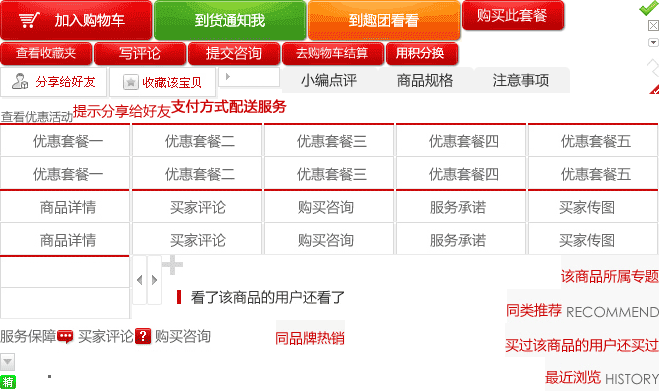 加入购物车 到货通知我 到趣团看看 购买此套餐
查看收藏夹 写评论 提交咨询 去购物车结算 用积分换
分享给好友 收藏该宝贝 小编点评 商品规格 注意事项
查看优惠活动 提示分享给好友 支付方式配送服务
优惠套餐一 优惠套餐二 优惠套餐三 优惠套餐四 优惠套餐五
优惠套餐一 优惠套餐二 优惠套餐三 优惠套餐四 优惠套餐五
商品详情 买家评论 购买咨询 服务承诺 买家传图
商品详情 买家评论 购买咨询 服务承诺 买家传图
该商品所属专题
看了该商品的用户还看了
同类推荐 RECOMMEND
服务保障 买家评论 ? 购买咨询 同品牌热销 买过该商品的用户还买过
最近浏览 HISTORY
精